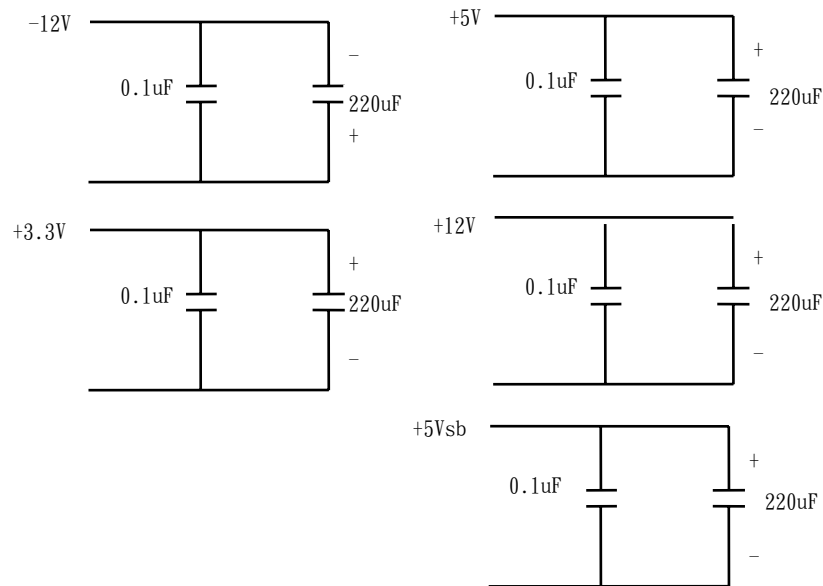 -12V
-
0.1uF
220uF
+
+5V
+
0.1uF
220uF
-
+3.3V
+
0.1uF
220uF
-
+12V
+
0.1uF
220uF
-
+5Vsb
+
0.1uF
220uF
-